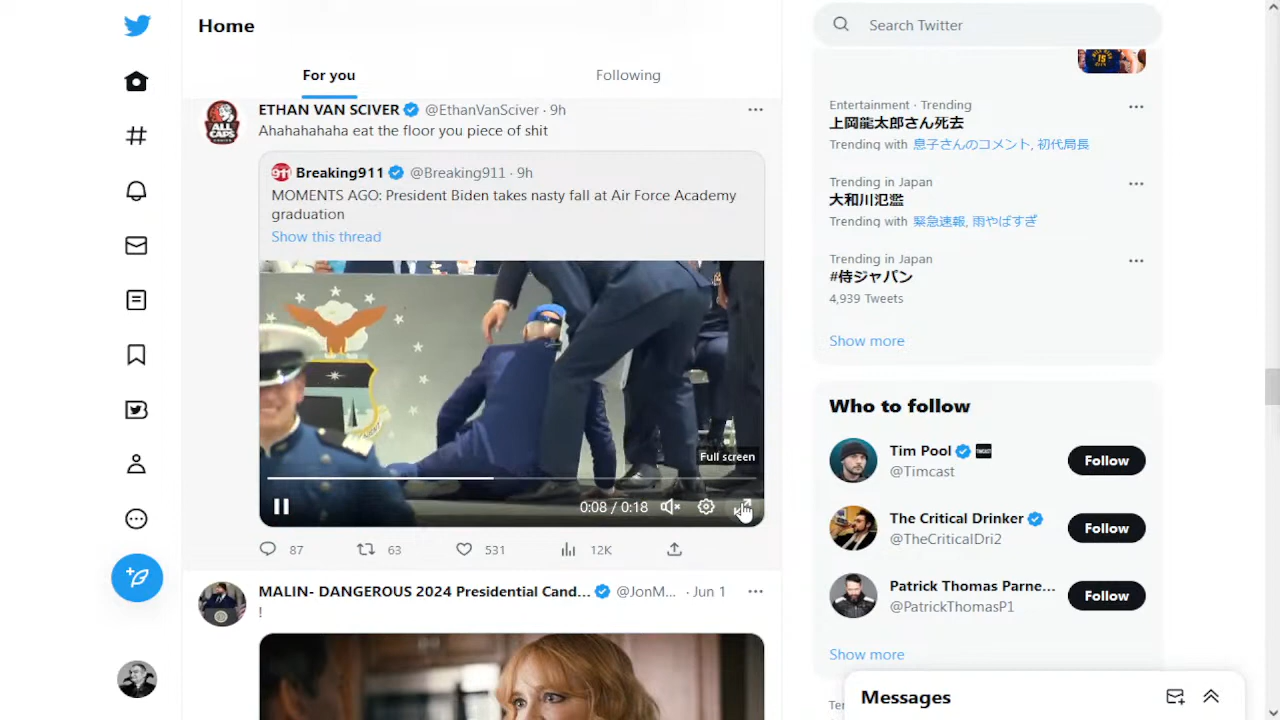 Home
Search Twitter
For you
Following
ETHAN VAN SCIVER @EthanVanSciver · 9h
Ahahahahaha eat the floor you piece of shit
ALL CAPS COMICS
911 Breaking911 @Breaking911 · 9h
MOMENTS AGO: President Biden takes nasty fall at Air Force Academy
graduation
Show this thread
Full screen
0:08 / 0:18
87
63
531
12K
MALIN- DANGEROUS 2024 Presidential Cand... @JonM... · Jun 1
!
15
Entertainment · Trending
上岡龍太郎さん死去
Trending with 息子さんのコメント, 初代局長
Trending in Japan
大和川氾濫
Trending with 緊急速報, 雨やばすぎ
Trending in Japan
#侍ジャパン
4,939 Tweets
Show more
Who to follow
Tim Pool
@Timcast
Follow
The Critical Drinker
@TheCriticalDri2
Follow
Patrick Thomas Parne...
@PatrickThomasP1
Follow
Show more
Messages